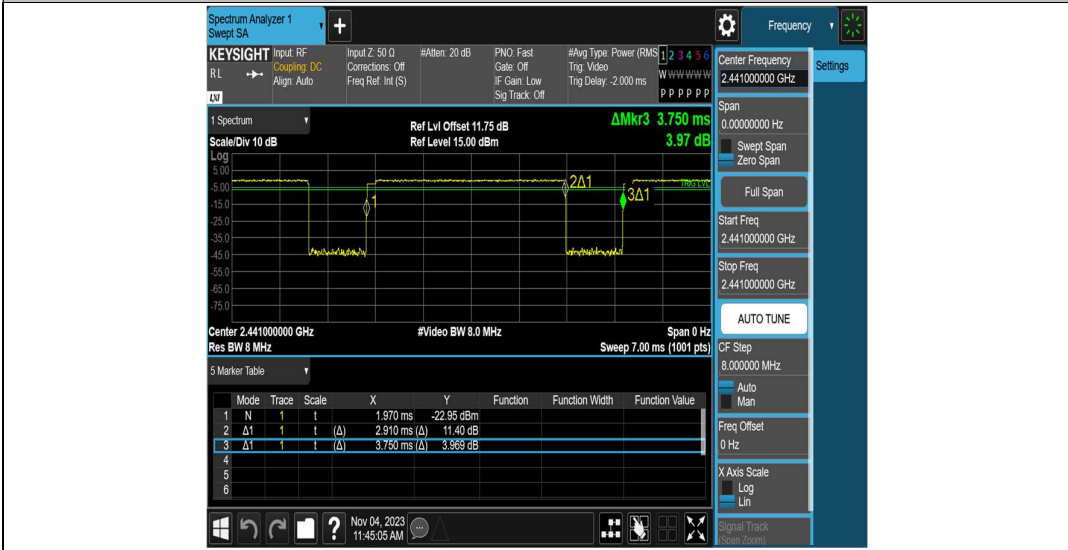 Spectrum Analyzer 1
Swept SA
+
Frequency
KEYSIGHT
RL
LXI
Input: RF
Coupling: DC
Align: Auto
Input Z: 50 Ω
Corrections: Off
Freq Ref: Int (S)
#Atten: 20 dB
PNO: Fast
Gate: Off
IF Gain: Low
Sig Track: Off
#Avg Type: Power (RMS
Trig: Video
Trig Delay: -2.000 ms
1 2 3 4 5 6
W W W W W W
P P P P P P
1 Spectrum
Scale/Div 10 dB
Ref Lvl Offset 11.75 dB
Ref Level 15.00 dBm
ΔMkr3 3.750 ms
3.97 dB
Log
5.00
-5.00
-15.0
-25.0
-35.0
-45.0
-55.0
-65.0
-75.0
1
2Δ1
3Δ1
TRIG LVL
Center 2.441000000 GHz
Res BW 8 MHz
#Video BW 8.0 MHz
Span 0 Hz
Sweep 7.00 ms (1001 pts)
5 Marker Table
Mode Trace Scale X Y Function Function Width Function Value
1 N 1 t 1.970 ms -22.95 dBm
2 Δ1 1 t (Δ) 2.910 ms (Δ) 11.40 dB
3 Δ1 1 t (Δ) 3.750 ms (Δ) 3.969 dB
4
5
6
?
Nov 04, 2023
11:45:05 AM
Center Frequency
2.441000000 GHz
Span
0.00000000 Hz
Swept Span
Zero Span
Full Span
Start Freq
2.441000000 GHz
Stop Freq
2.441000000 GHz
AUTO TUNE
CF Step
8.000000 MHz
Auto
Man
Freq Offset
0 Hz
X Axis Scale
Log
Lin
Signal Track
(Span Zoom)
Settings